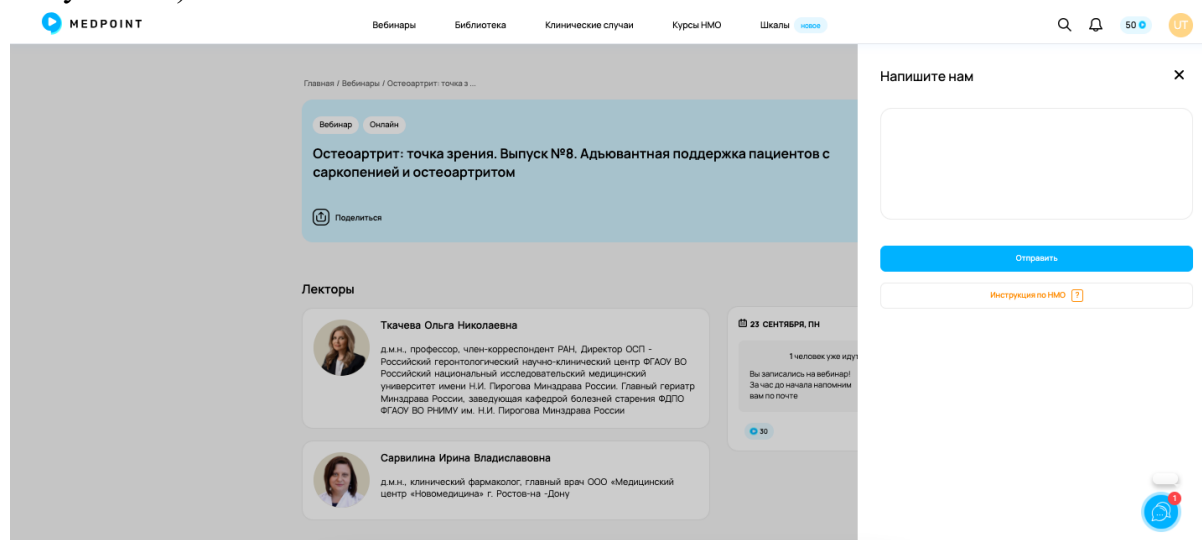 MEDPOINT
Вебинары Библиотека Клинические случаи Курсы НМО Шкалы новое
50
UT
Главная / Вебинары / Остеоартрит: точка з ...
Вебинар Онлайн
Остеоартрит: точка зрения. Выпуск №8. Адъювантная поддержка пациентов с
саркопенией и остеоартритом
Поделиться
Лекторы
Ткачева Ольга Николаевна
д.м.н., профессор, член-корреспондент РАН, Директор ОСП -
Российский геронтологический научно-клинический центр ФГАОУ ВО
Российский национальный исследовательский медицинский
университет имени Н.И. Пирогова Минздрава России. Главный гериатр
Минздрава России, заведующая кафедрой болезней старения ФДПО
ФГАОУ ВО РНИМУ им. Н.И. Пирогова Минздрава России
Сарвилина Ирина Владиславовна
д.м.н., клинический фармаколог, главный врач ООО «Медицинский
центр «Новомедицина» г. Ростов-на -Дону
23 СЕНТЯБРЯ, ПН
1 человек уже идут
Вы записались на вебинар!
За час до начала напомним
вам по почте
30
Напишите нам
Отправить
Инструкция по НМО ?
1